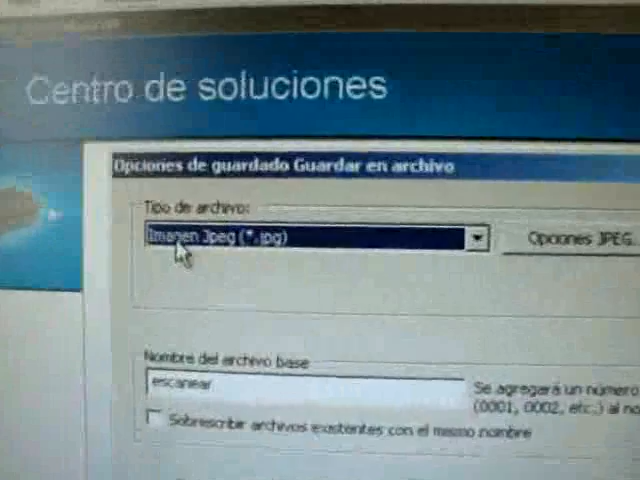 Centro de soluciones
Opciones de guardado Guardar en archivo
Tipo de archivo:
Imagen Jpeg (*.jpg)
Opciones JPEG
Nombre del archivo base
escanear
Se agregará un número
(0001, 0002, etc.) al no
Sobrescribir archivos existentes con el mismo nombre